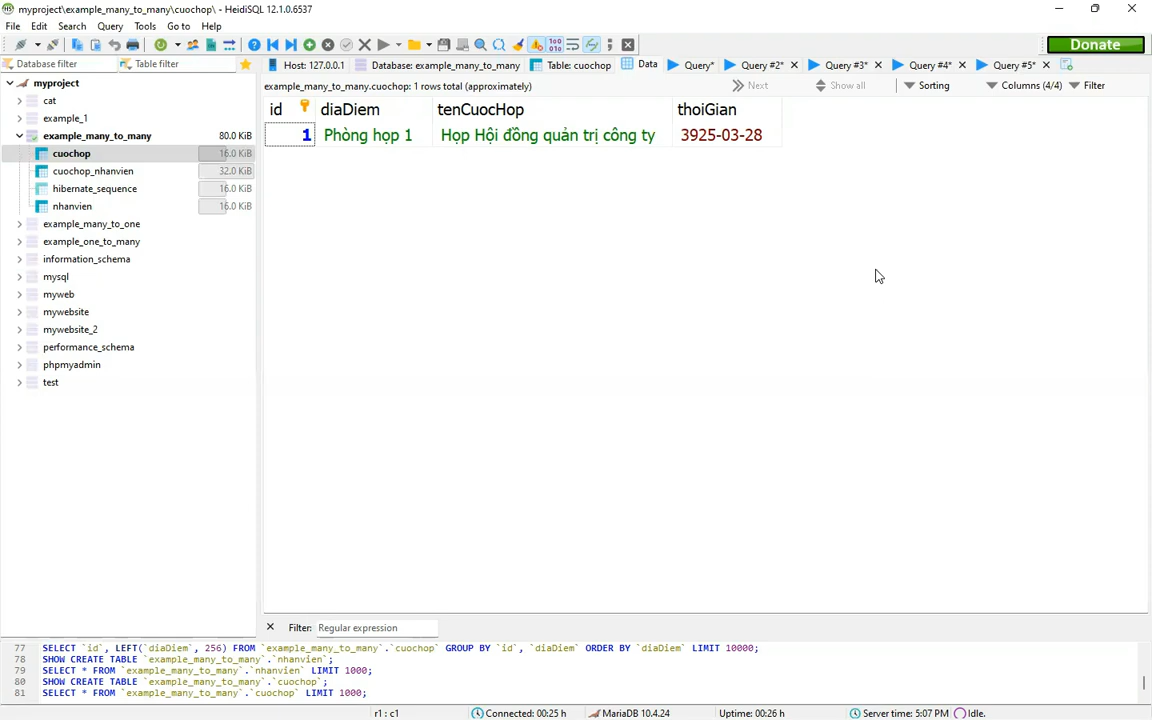 myproject\example_many_to_many\cuochop\ - HeidiSQL 12.1.0.6537
File Edit Search Query Tools Go to Help
Donate
Database filter Table filter Host: 127.0.0.1 Database: example_many_to_many Table: cuochop Data Query* Query #2* Query #3* Query #4* Query #5*
myproject
cat
example_1
example_many_to_many 80.0 KiB
cuochop 16.0 KiB
cuochop_nhanvien 32.0 KiB
hibernate_sequence 16.0 KiB
nhanvien 16.0 KiB
example_many_to_one
example_one_to_many
information_schema
mysql
myweb
mywebsite
mywebsite_2
performance_schema
phpmyadmin
test
example_many_to_many.cuochop: 1 rows total (approximately) Next Show all Sorting Columns (4/4) Filter
id diaDiem tenCuocHop thoiGian
1 Phòng họp 1 Họp Hội đồng quản trị công ty 3925-03-28
Filter: Regular expression
77 SELECT `id`, LEFT(`diaDiem`, 256) FROM `example_many_to_many`.`cuochop` GROUP BY `id`, `diaDiem` ORDER BY `diaDiem` LIMIT 10000;
78 SHOW CREATE TABLE `example_many_to_many`.`nhanvien`;
79 SELECT * FROM `example_many_to_many`.`nhanvien` LIMIT 1000;
80 SHOW CREATE TABLE `example_many_to_many`.`cuochop`;
81 SELECT * FROM `example_many_to_many`.`cuochop` LIMIT 1000;
r1 : c1 Connected: 00:25 h MariaDB 10.4.24 Uptime: 00:26 h Server time: 5:07 PM Idle.